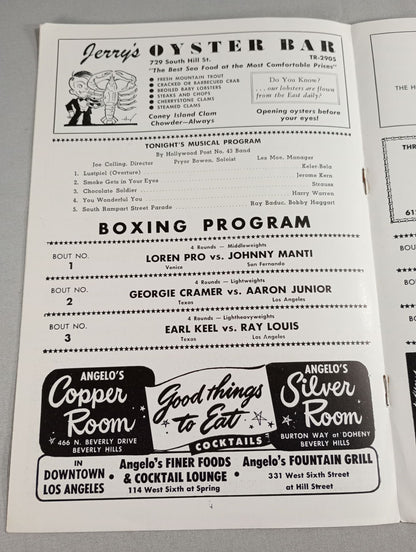 Jerry's OYSTER BAR
729 South Hill St. TR-2905
"The Best Sea Food at the Most Comfortable Prices"
FRESH MOUNTAIN TROUT
CRACKED OR BARBECUED CRAB
BROILED BABY LOBSTERS
STEAKS AND CHOPS
CHERRYSTONE CLAMS
STEAMED CLAMS
Coney Island Clam
Chowder—Always
Do You Know?
. . . our lobsters are flown
from the East daily?
Opening oysters before
your eyes!
TONIGHT'S MUSICAL PROGRAM
By Hollywood Post No. 43 Band
Joe Colling, Director Pryor Bowen, Soloist Les Moe, Manager
1. Lustpiel (Overture) Keler-Bela
2. Smoke Gets in Your Eyes Jerome Kern
3. Chocolate Soldier Strauss
4. You Wonderful You Harry Warren
5. South Rampart Street Parade Ray Baduc, Bobby Haggart
BOXING PROGRAM
4 Rounds — Middleweights
BOUT NO. 1 LOREN PRO vs. JOHNNY MANTI
Venice San Fernando
4 Rounds — Lightweights
BOUT NO. 2 GEORGIE CRAMER vs. AARON JUNIOR
Texas Los Angeles
4 Rounds — Lightheavyweights
BOUT NO. 3 EARL KEEL vs. RAY LOUIS
Texas Los Angeles
ANGELO'S
Copper
Room
466 N. BEVERLY DRIVE
BEVERLY HILLS
Good things
to Eat
COCKTAILS
ANGELO'S
Silver
Room
BURTON WAY at DOHENY
BEVERLY HILLS
IN
DOWNTOWN
LOS ANGELES
Angelo's FINER FOODS
& COCKTAIL LOUNGE
114 West Sixth at Spring
Angelo's FOUNTAIN GRILL
331 West Sixth Street
at Hill Street
THE H
THR
61